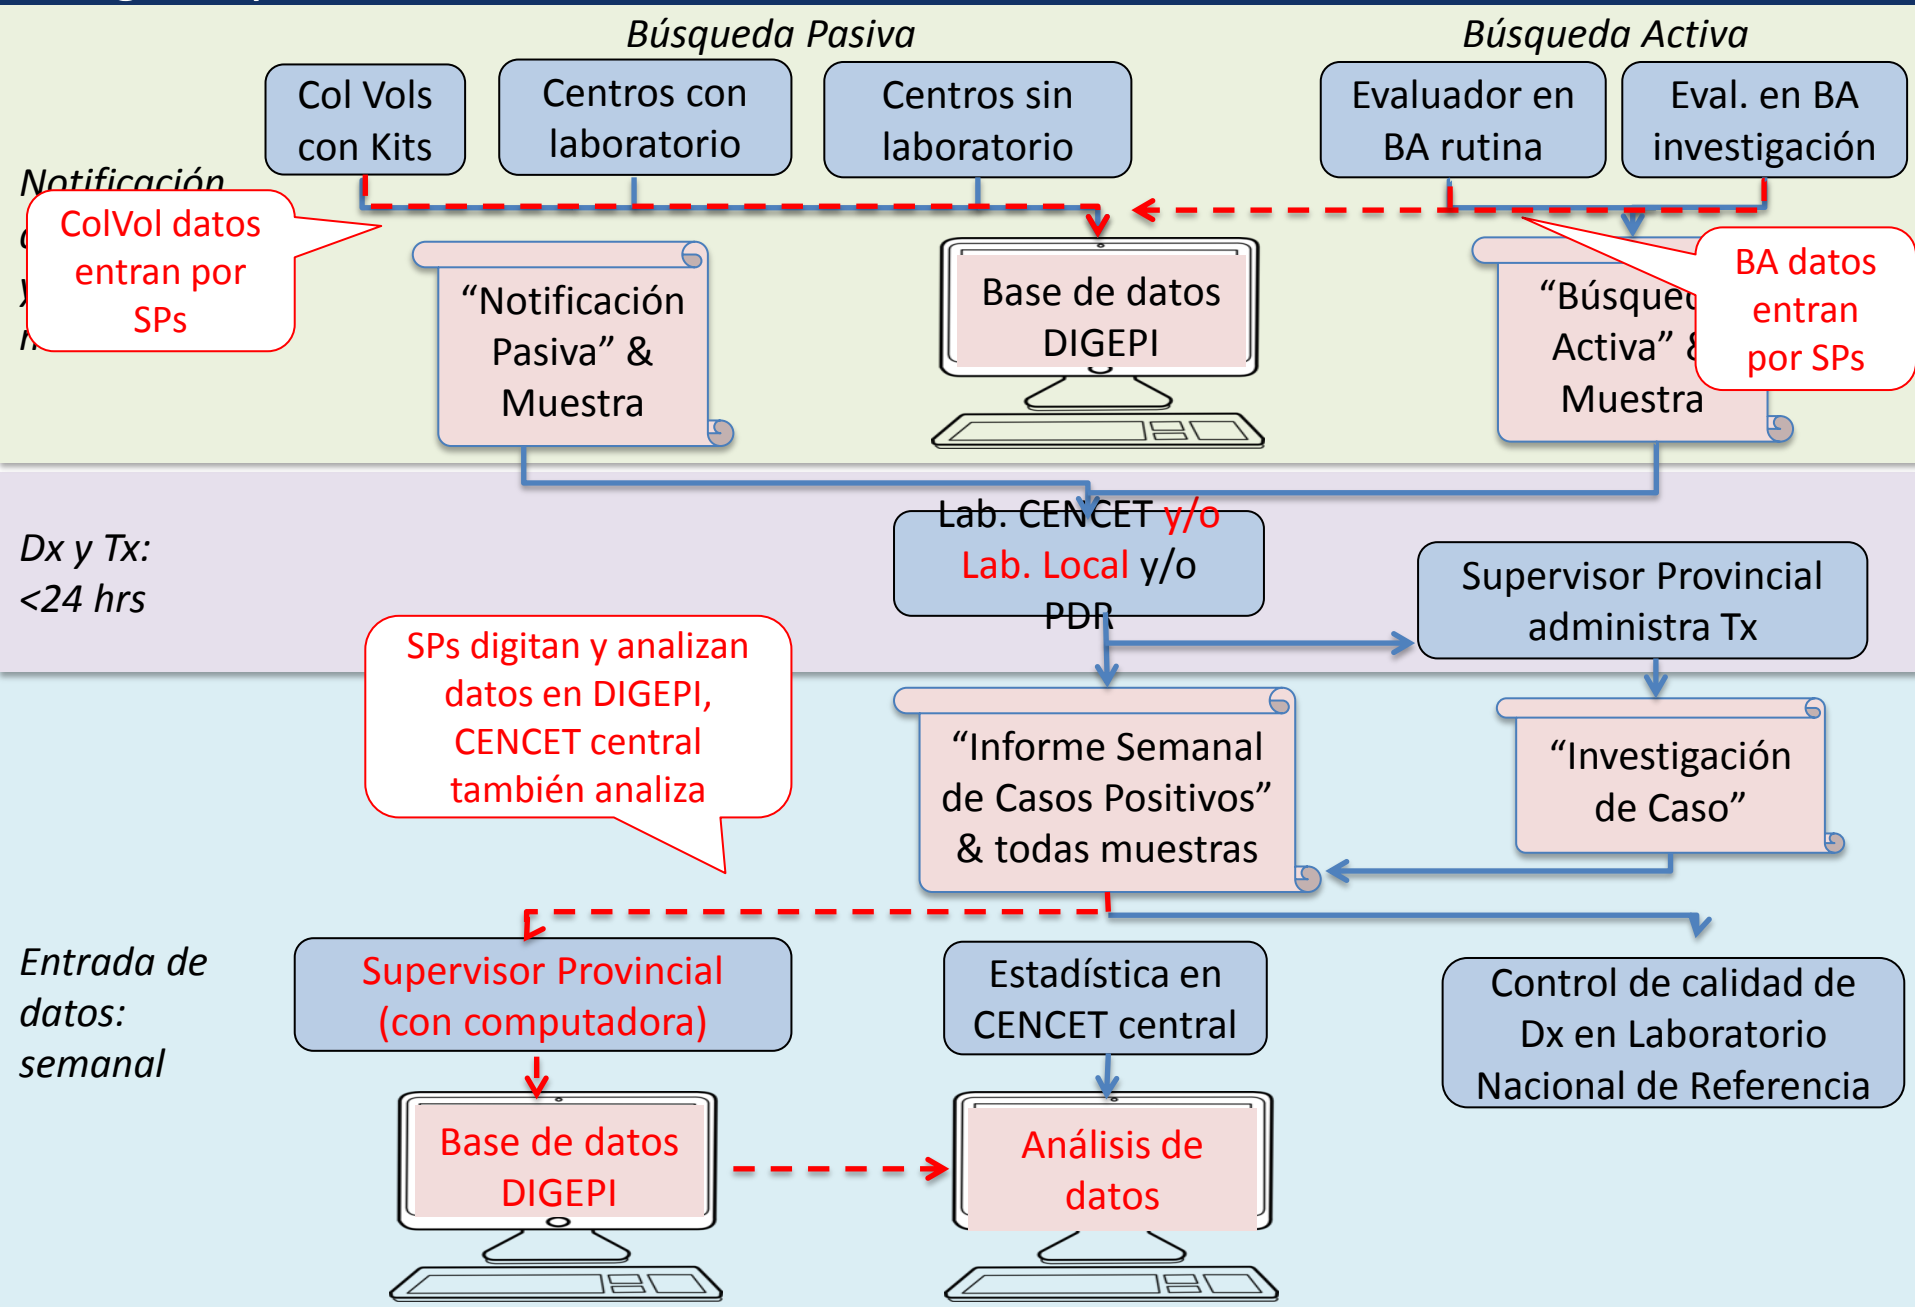 Búsqueda Pasiva
Búsqueda Activa
Col Vols
con Kits
Centros con
laboratorio
Centros sin
laboratorio
Evaluador en
BA rutina
Eval. en BA
investigación
Notificación
ColVol datos
entran por
SPs
“Notificación
Pasiva” &
Muestra
Base de datos
DIGEPI
Activa”
Muestra
BA datos
entran
por SPs
Dx y Tx:
<24 hrs
Lab. CENCET y/o
Lab. Local y/o
PDR
Supervisor Provincial
administra Tx
SPs digitan y analizan
datos en DIGEPI,
CENCET central
también analiza
“Informe Semanal
de Casos Positivos”
& todas muestras
“Investigación
de Caso”
Entrada de
datos:
semanal
Supervisor Provincial
(con computadora)
Estadística en
CENCET central
Control de calidad de
Dx en Laboratorio
Nacional de Referencia
Base de datos
DIGEPI
Análisis de
datos